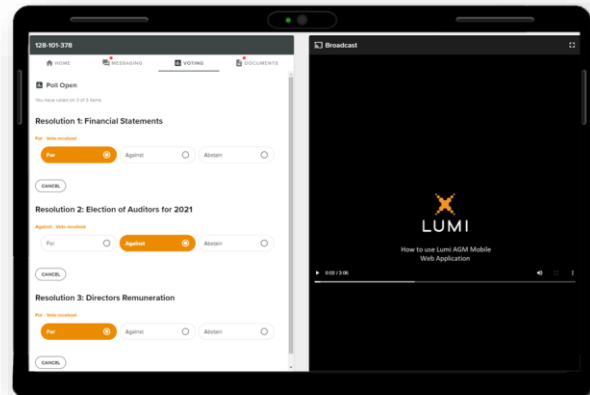 128-101-378
HOME
MESSAGING
VOTING
DOCUMENTS
Poll Open
You have voted on 3 of 3 items
Resolution 1: Financial Statements
For - Vote received
For
Against
Abstain
CANCEL
Resolution 2: Election of Auditors for 2021
Against - Vote received
For
Against
Abstain
CANCEL
Resolution 3: Directors Remuneration
For - Vote received
For
Against
Abstain
CANCEL
Broadcast
LUMI
How to use Lumi AGM Mobile
Web Application
0:02 / 2:06